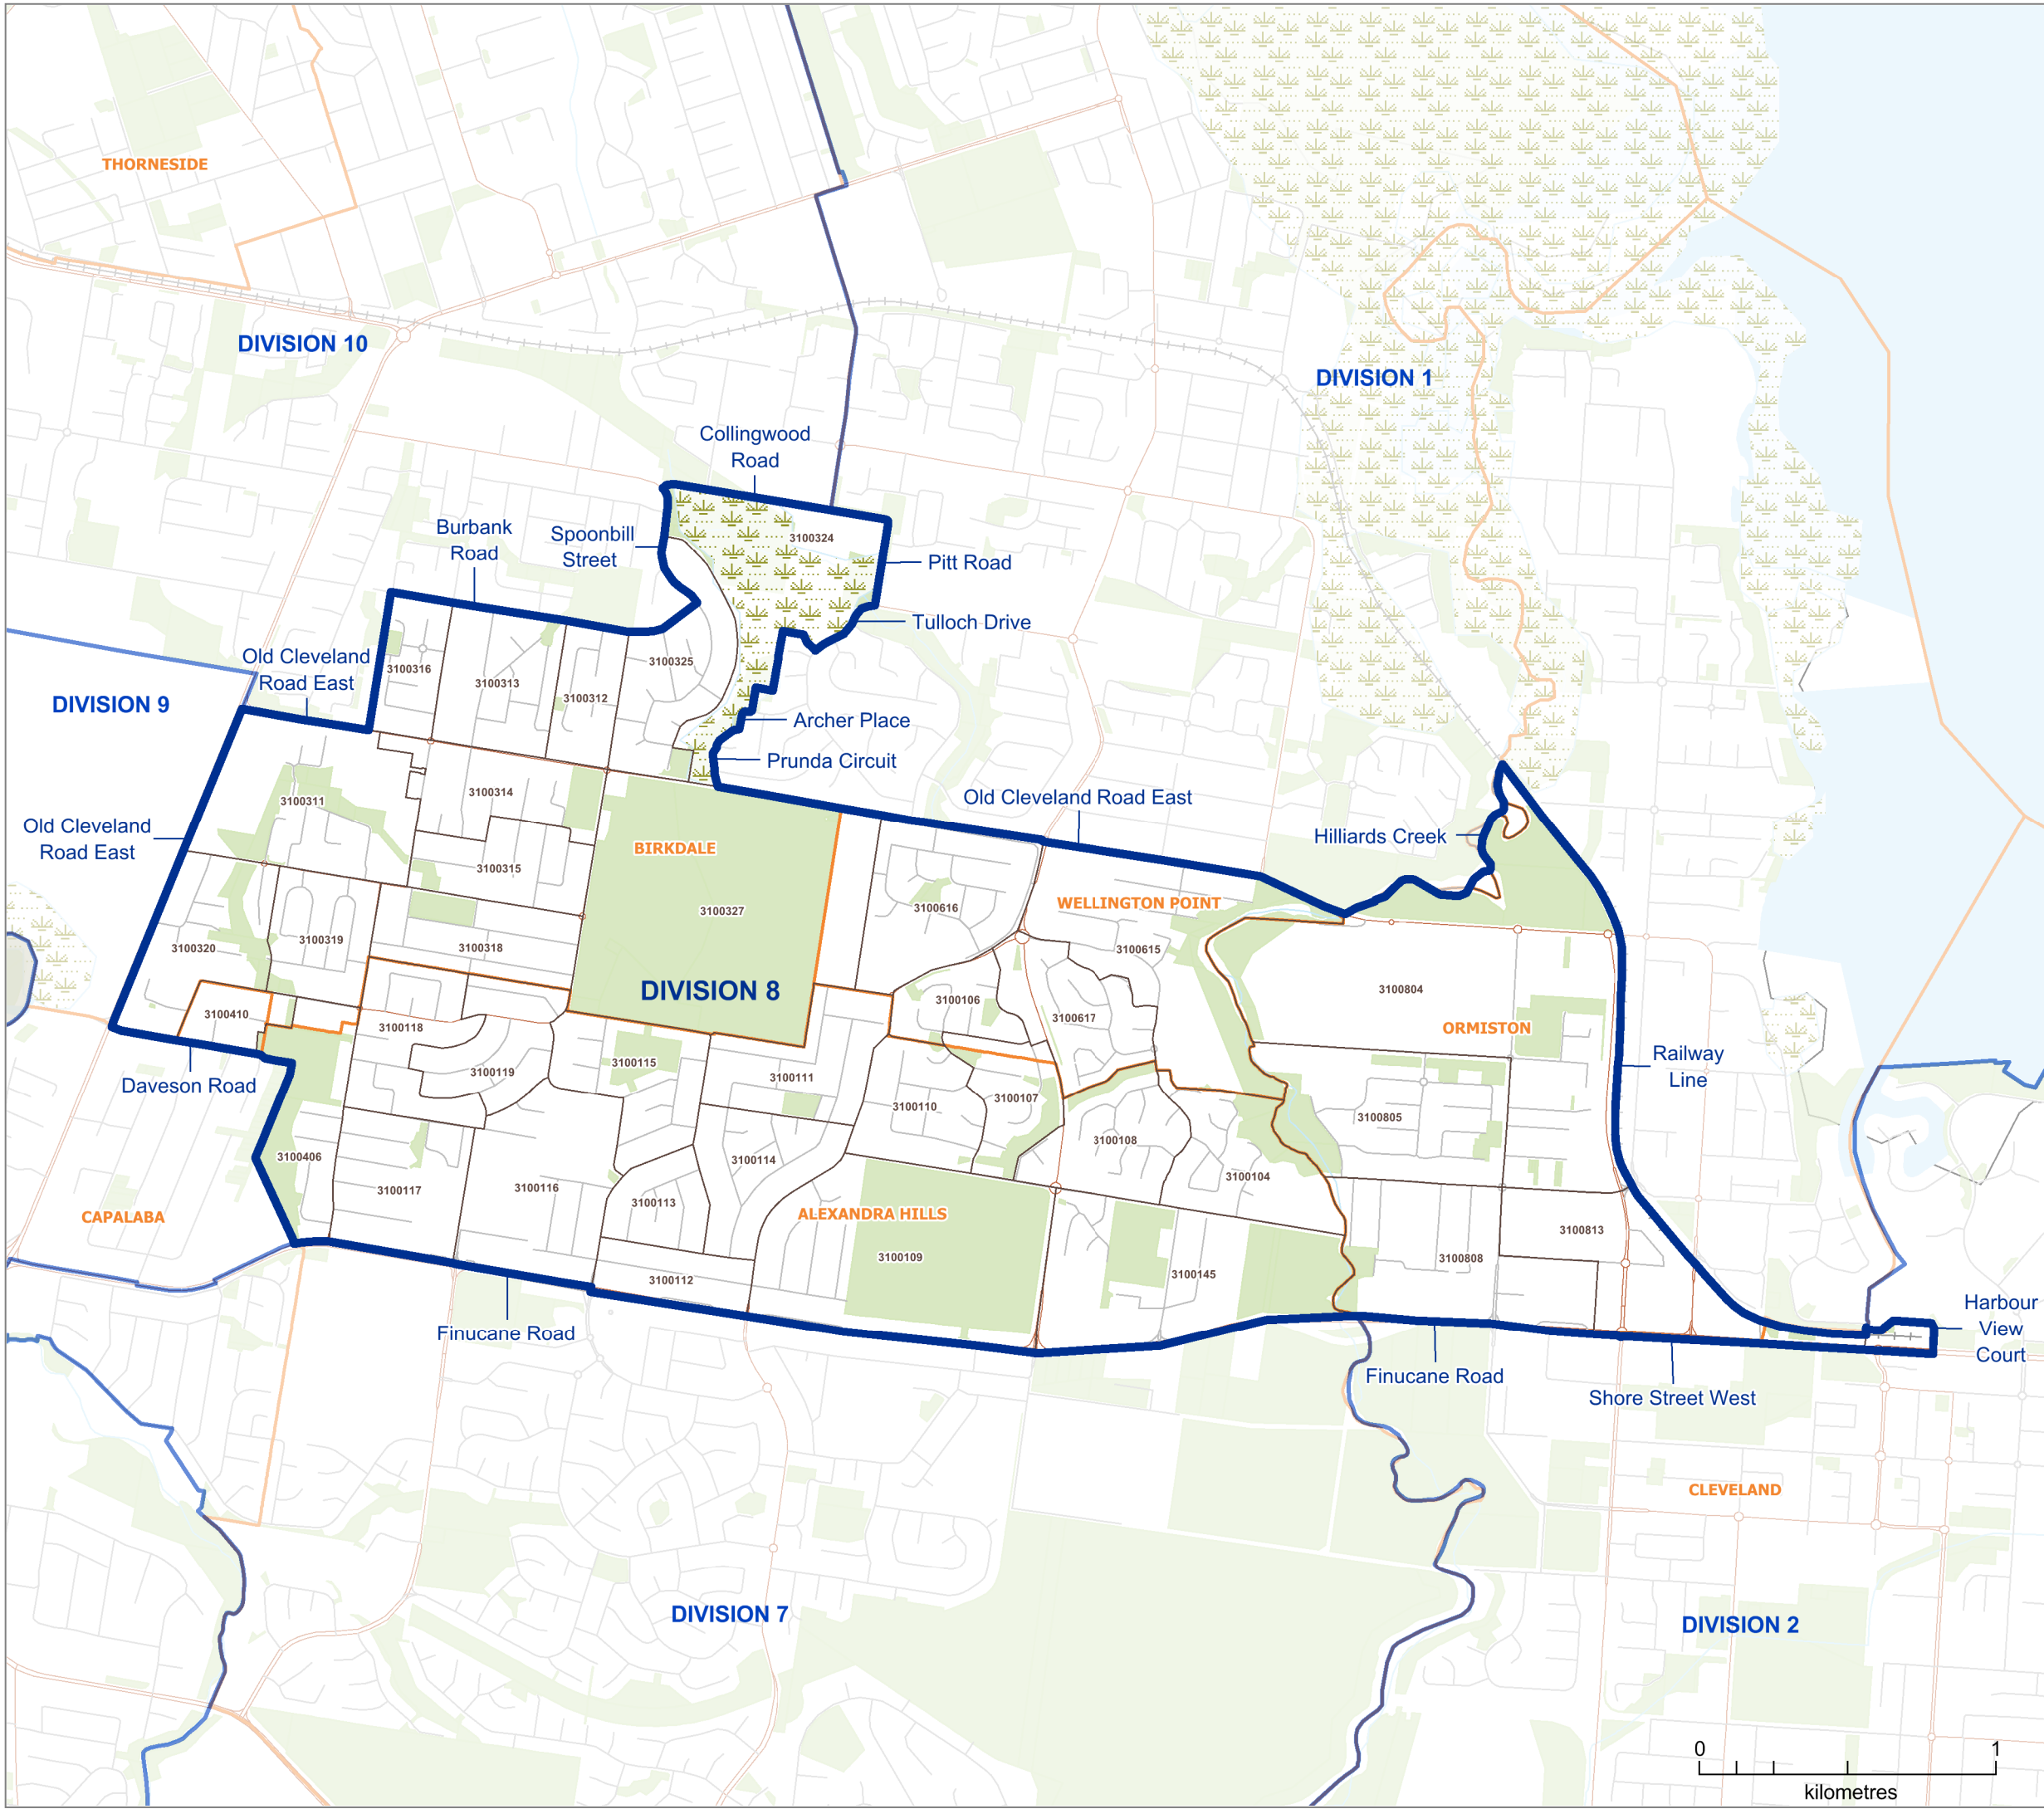 THORNESIDE
DIVISION 10
DIVISION 1
Collingwood
Road
Burbank
Road
Spoonbill
Street
3100324
Pitt Road
Tulloch Drive
Old Cleveland
Road East
DIVISION 9
3100316
3100313
3100312
3100325
Archer Place
Prunda Circuit
Old Cleveland Road East
3100311
3100314
Old Cleveland
Road East
BIRKDALE
Hilliards Creek
3100315
3100327
3100616
WELLINGTON POINT
3100320
3100319
3100318
3100615
DIVISION 8
3100804
3100410
3100118
3100106
3100617
ORMISTON
3100119
3100115
3100111
Railway
Line
Daveson Road
3100110
3100107
3100805
3100406
3100108
3100114
3100104
3100117
3100116
3100113
CAPALABA
ALEXANDRA HILLS
3100109
3100808
3100813
3100112
3100145
Finucane Road
Harbour
View
Court
Finucane Road
Shore Street West
CLEVELAND
DIVISION 7
DIVISION 2
0 1
kilometres